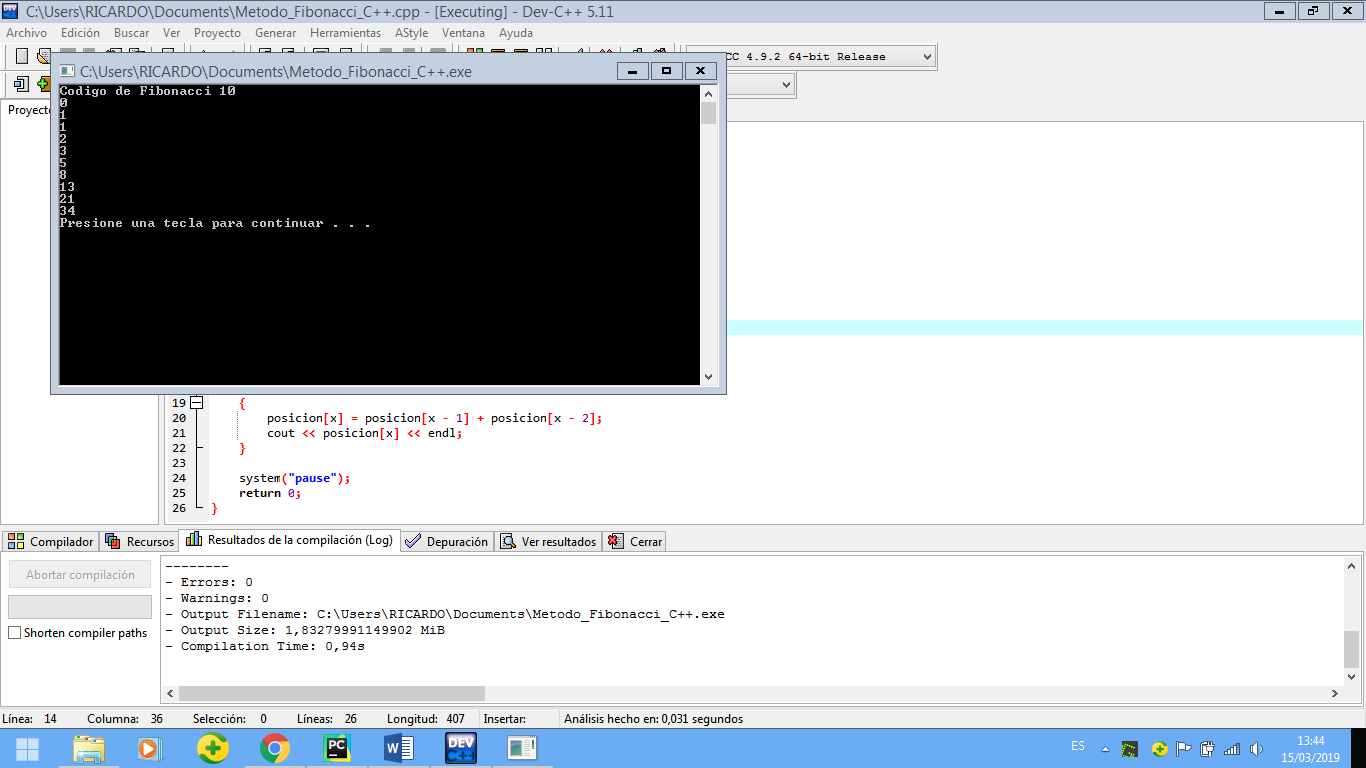 C:\Users\RICARDO\Documents\Metodo_Fibonacci_C++.cpp - [Executing] - Dev-C++ 5.11
Archivo Edición Buscar Ver Proyecto Generar Herramientas AStyle Ventana Ayuda
CC 4.9.2 64-bit Release
C:\Users\RICARDO\Documents\Metodo_Fibonacci_C++.exe
Proyecto
Codigo de Fibonacci 10
0
1
1
2
3
5
8
13
21
34
Presione una tecla para continuar . . .
19 {
20 posicion[x] = posicion[x - 1] + posicion[x - 2];
21 cout << posicion[x] << endl;
22 }
23
24 system("pause");
25 return 0;
26 }
Compilador Recursos Resultados de la compilación (Log) Depuración Ver resultados Cerrar
Abortar compilación
Shorten compiler paths
--------
- Errors: 0
- Warnings: 0
- Output Filename: C:\Users\RICARDO\Documents\Metodo_Fibonacci_C++.exe
- Output Size: 1,83279991149902 MiB
- Compilation Time: 0,94s
Línea: 14 Columna: 36 Selección: 0 Líneas: 26 Longitud: 407 Insertar: Análisis hecho en: 0,031 segundos
PC
W
DEV C++
ES
13:44
15/03/2019